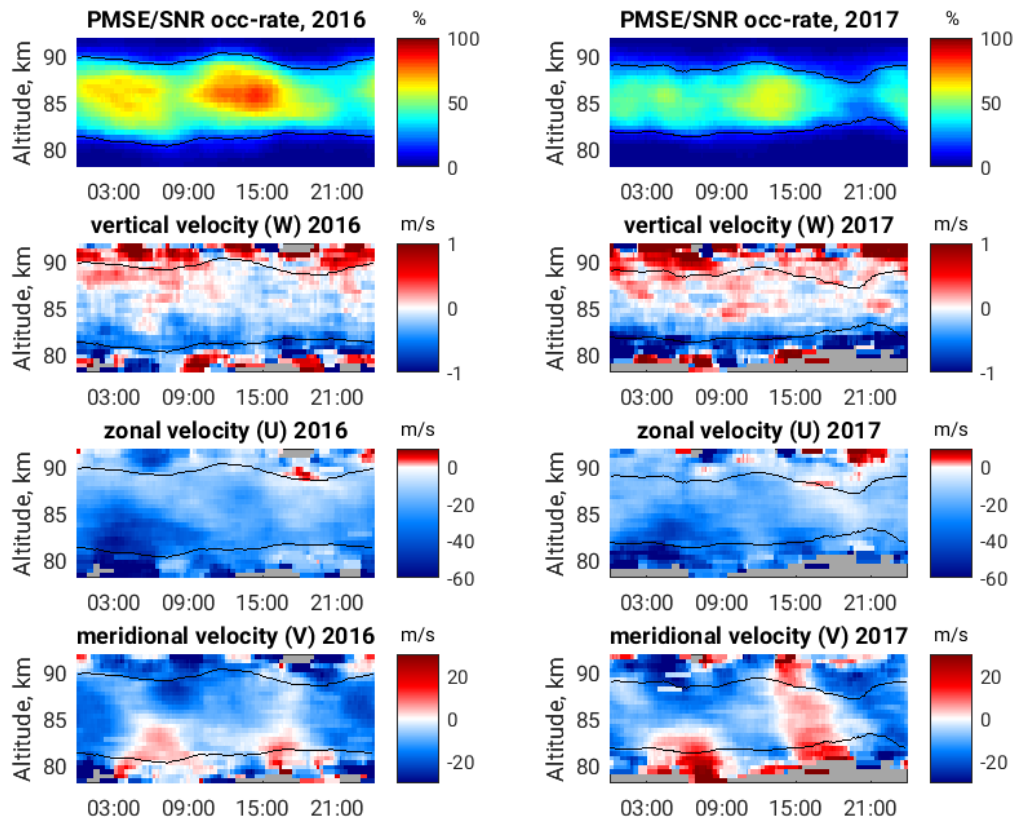 PMSE/SNR occ-rate, 2016
%
Altitude, km
90
85
80
100
50
0
03:00 09:00 15:00 21:00
PMSE/SNR occ-rate, 2017
%
Altitude, km
90
85
80
100
50
0
03:00 09:00 15:00 21:00
vertical velocity (W) 2016
m/s
Altitude, km
90
85
80
1
0
-1
03:00 09:00 15:00 21:00
vertical velocity (W) 2017
m/s
Altitude, km
90
85
80
1
0
-1
03:00 09:00 15:00 21:00
zonal velocity (U) 2016
m/s
Altitude, km
90
85
80
0
-20
-40
-60
03:00 09:00 15:00 21:00
zonal velocity (U) 2017
m/s
Altitude, km
90
85
80
0
-20
-40
-60
03:00 09:00 15:00 21:00
meridional velocity (V) 2016
m/s
Altitude, km
90
85
80
20
0
-20
03:00 09:00 15:00 21:00
meridional velocity (V) 2017
m/s
Altitude, km
90
85
80
20
0
-20
03:00 09:00 15:00 21:00